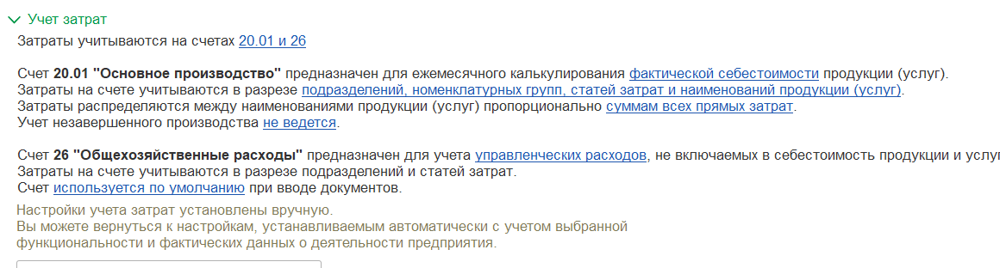 Учет затрат
Затраты учитываются на счетах 20.01 и 26
Счет 20.01 "Основное производство" предназначен для ежемесячного калькулирования фактической себестоимости продукции (услуг).
Затраты на счете учитываются в разрезе подразделений, номенклатурных групп, статей затрат и наименований продукции (услуг).
Затраты распределяются между наименованиями продукции (услуг) пропорционально суммам всех прямых затрат.
Учет незавершенного производства не ведется.
Счет 26 "Общехозяйственные расходы" предназначен для учета управленческих расходов, не включаемых в себестоимость продукции и
Затраты на счете учитываются в разрезе подразделений и статей затрат.
Счет используется по умолчанию при вводе документов.
Настройки учета затрат установлены вручную.
Вы можете вернуться к настройкам, устанавливаемым автоматически с учетом выбранной
функциональности и фактических данных о деятельности предприятия.